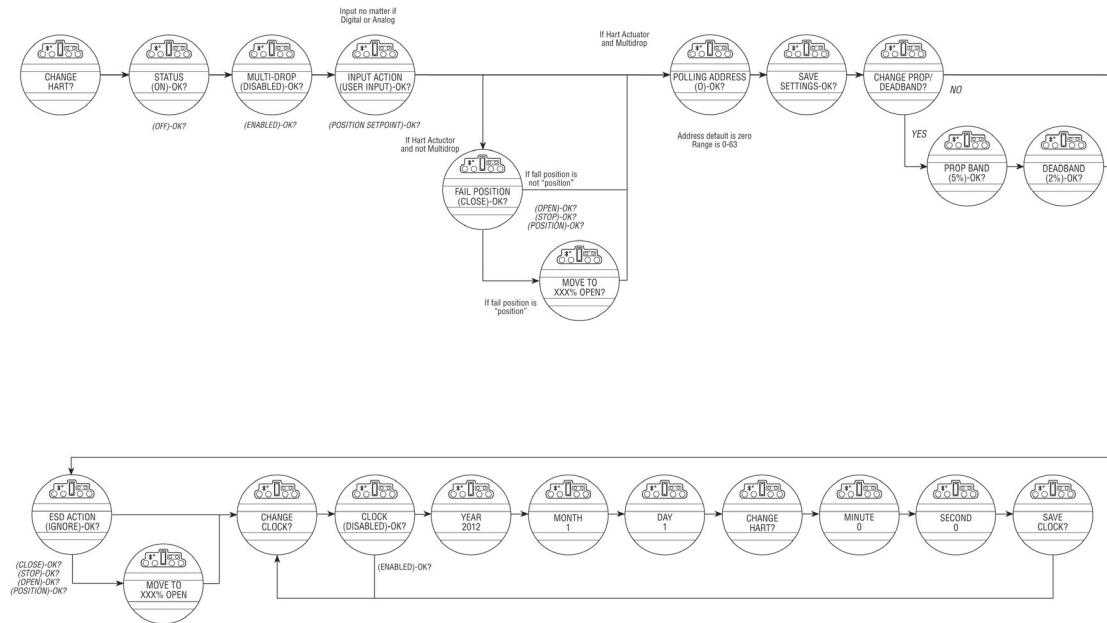 Input no matter if
Digital or Analog
If Hart Actuator
and Multidrop
CHANGE
HART?
STATUS
(ON)-OK?
MULTI-DROP
(DISABLED)-OK?
INPUT ACTION
(USER INPUT)-OK?
POLLING ADDRESS
(0)-OK?
SAVE
SETTINGS-OK?
CHANGE PROP/
DEADBAND?
NO
(OFF)-OK?
(ENABLED)-OK?
(POSITION SETPOINT)-OK?
Address default is zero
Range is 0-63
YES
If Hart Actuctor
and not Multidrop
PROP BAND
(5%)-OK?
DEADBAND
(2%)-OK?
If fall position is
not "position"
FAIL POSITION
(CLOSE)-OK?
(OPEN)-OK?
(STOP)-OK?
(POSITION)-OK?
MOVE TO
XXX% OPEN?
If fail position is
"position"
ESD ACTION
(IGNORE)-OK?
CHANGE
CLOCK?
CLOCK
(DISABLED)-OK?
YEAR
2012
MONTH
1
DAY
1
CHANGE
HART?
MINUTE
0
SECOND
0
SAVE
CLOCK?
(CLOSE)-OK?
(STOP)-OK?
(OPEN)-OK?
(POSITION)-OK?
MOVE TO
XXX% OPEN
(ENABLED)-OK?